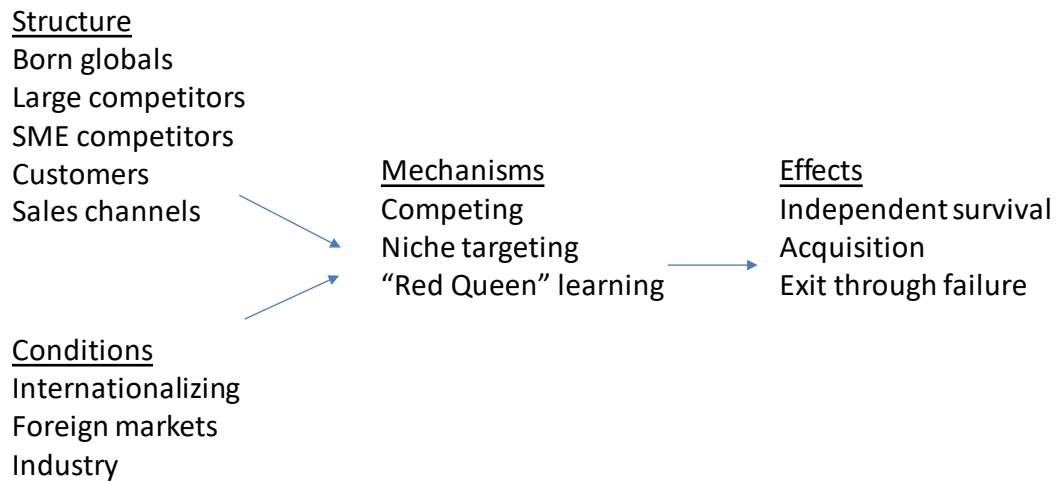 Structure
Born globals
Large competitors
SME competitors
Customers
Sales channels
Conditions
Internationalizing
Foreign markets
Industry
Mechanisms
Competing
Niche targeting
“Red Queen” learning
Effects
Independent survival
Acquisition
Exit through failure